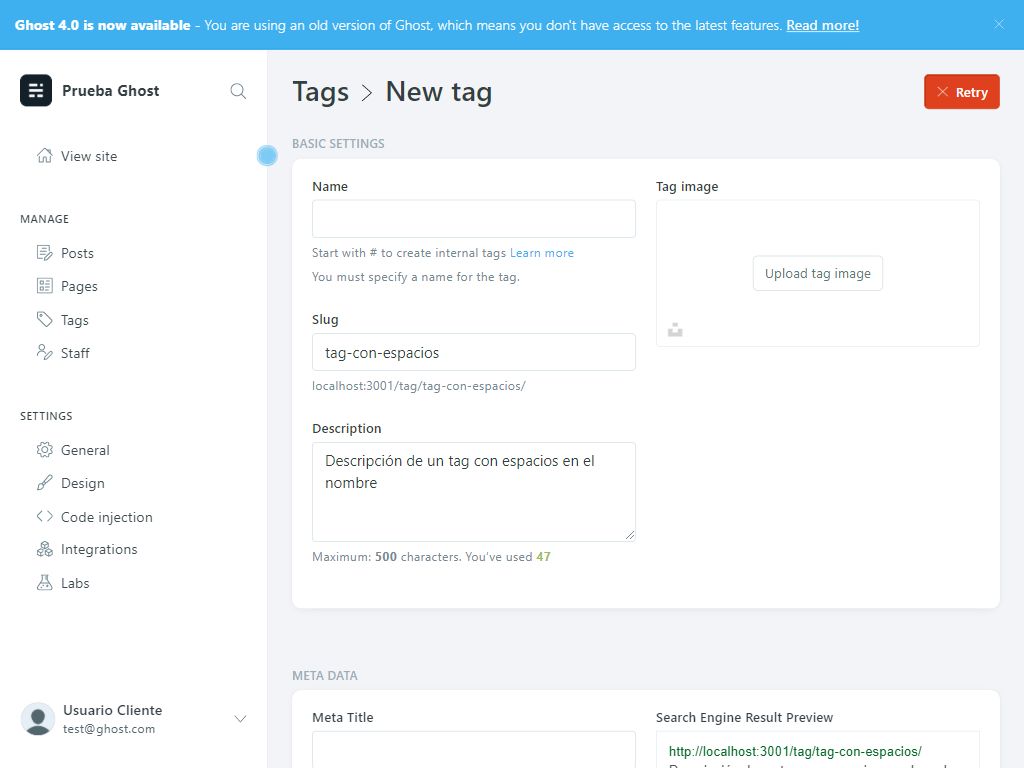 Ghost 4.0 is now available - You are using an old version of Ghost, which means you don't have access to the latest features. Read more!
Prueba Ghost
View site
MANAGE
Posts
Pages
Tags
Staff
SETTINGS
General
Design
Code injection
Integrations
Labs
Usuario Cliente
test@ghost.com
Tags > New tag
Retry
BASIC SETTINGS
Name
Start with # to create internal tags Learn more
You must specify a name for the tag.
Slug
tag-con-espacios
localhost:3001/tag/tag-con-espacios/
Description
Descripción de un tag con espacios en el
nombre
Maximum: 500 characters. You've used 47
Tag image
Upload tag image
META DATA
Meta Title
Search Engine Result Preview
http://localhost:3001/tag/tag-con-espacios/